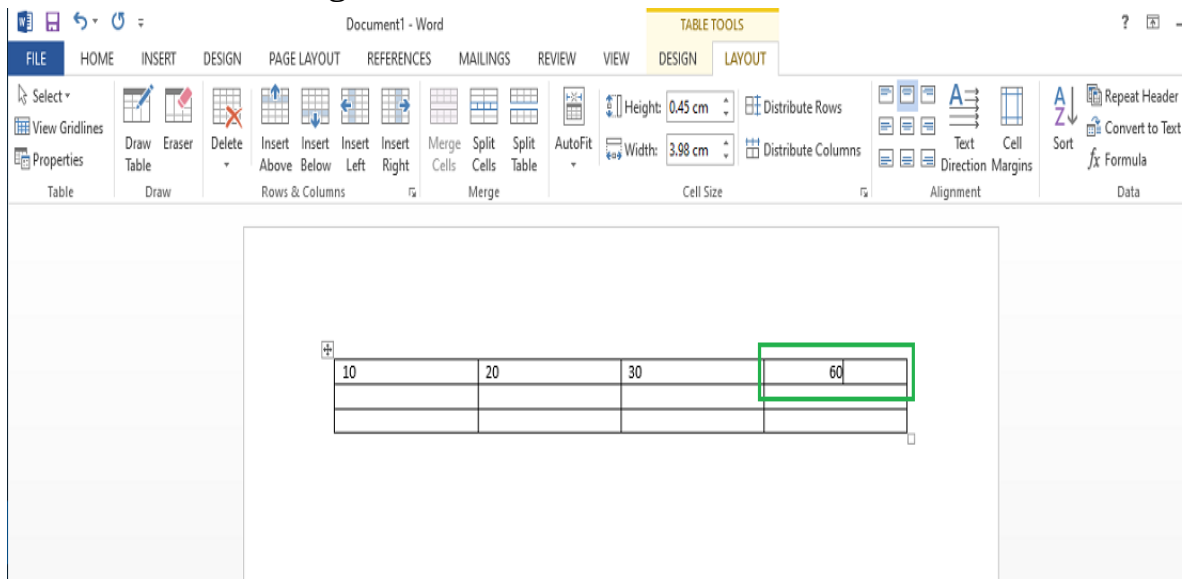 Document1 - Word
TABLE TOOLS
?
FILE HOME INSERT DESIGN PAGE LAYOUT REFERENCES MAILINGS REVIEW VIEW DESIGN LAYOUT
Select
View Gridlines
Properties
Table
Draw Table
Eraser
Draw
Delete
Insert Above
Insert Below
Insert Left
Insert Right
Rows & Columns
Merge Cells
Split Cells
Split Table
Merge
AutoFit
Height: 0.45 cm
Distribute Rows
Width: 3.98 cm
Distribute Columns
Cell Size
Text Direction
Cell Margins
Alignment
Sort
Repeat Header
Convert to Text
fx Formula
Data
10 20 30 60